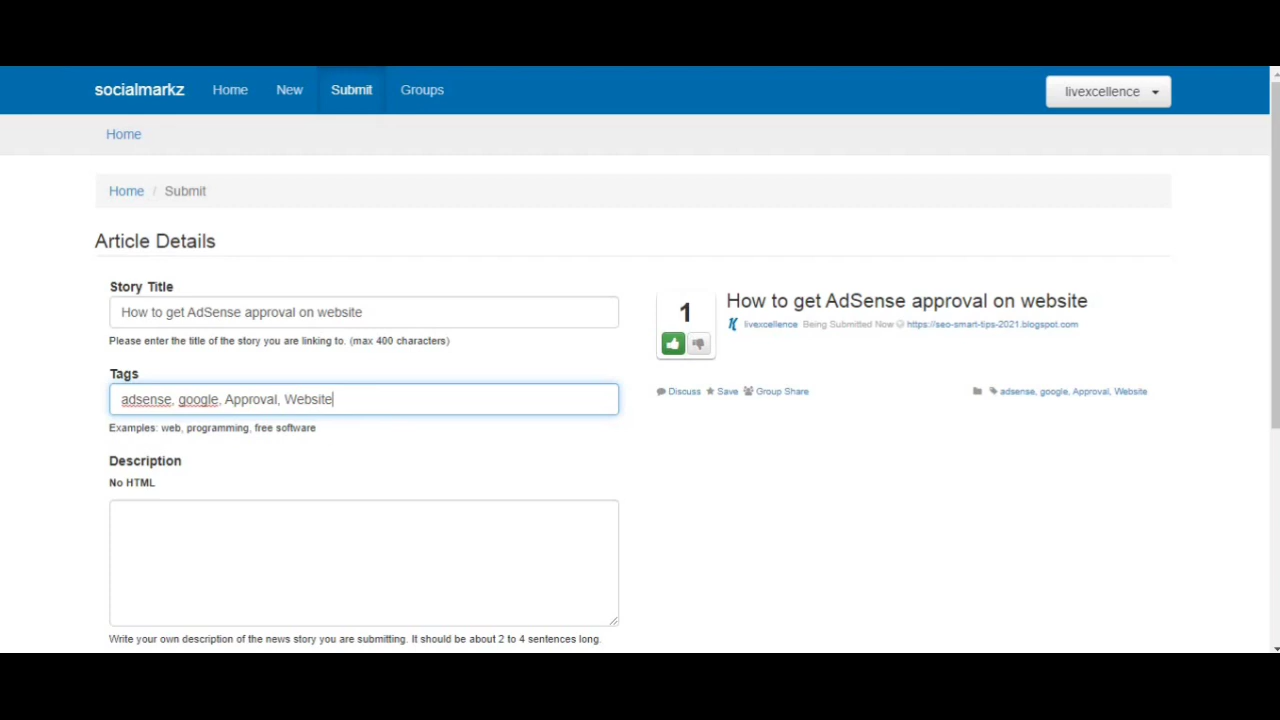 socialmarkz Home New Submit Groups livexcellence
Home
Home / Submit
Article Details
Story Title
How to get AdSense approval on website
Please enter the title of the story you are linking to. (max 400 characters)
Tags
adsense, google, Approval, Website
Examples: web, programming, free software
Description
No HTML
Write your own description of the news story you are submitting. It should be about 2 to 4 sentences long.
1
How to get AdSense approval on website
livexcellence Being Submitted Now https://seo-smart-tips-2021.blogspot.com
Discuss Save Group Share adsense, google, Approval, Website